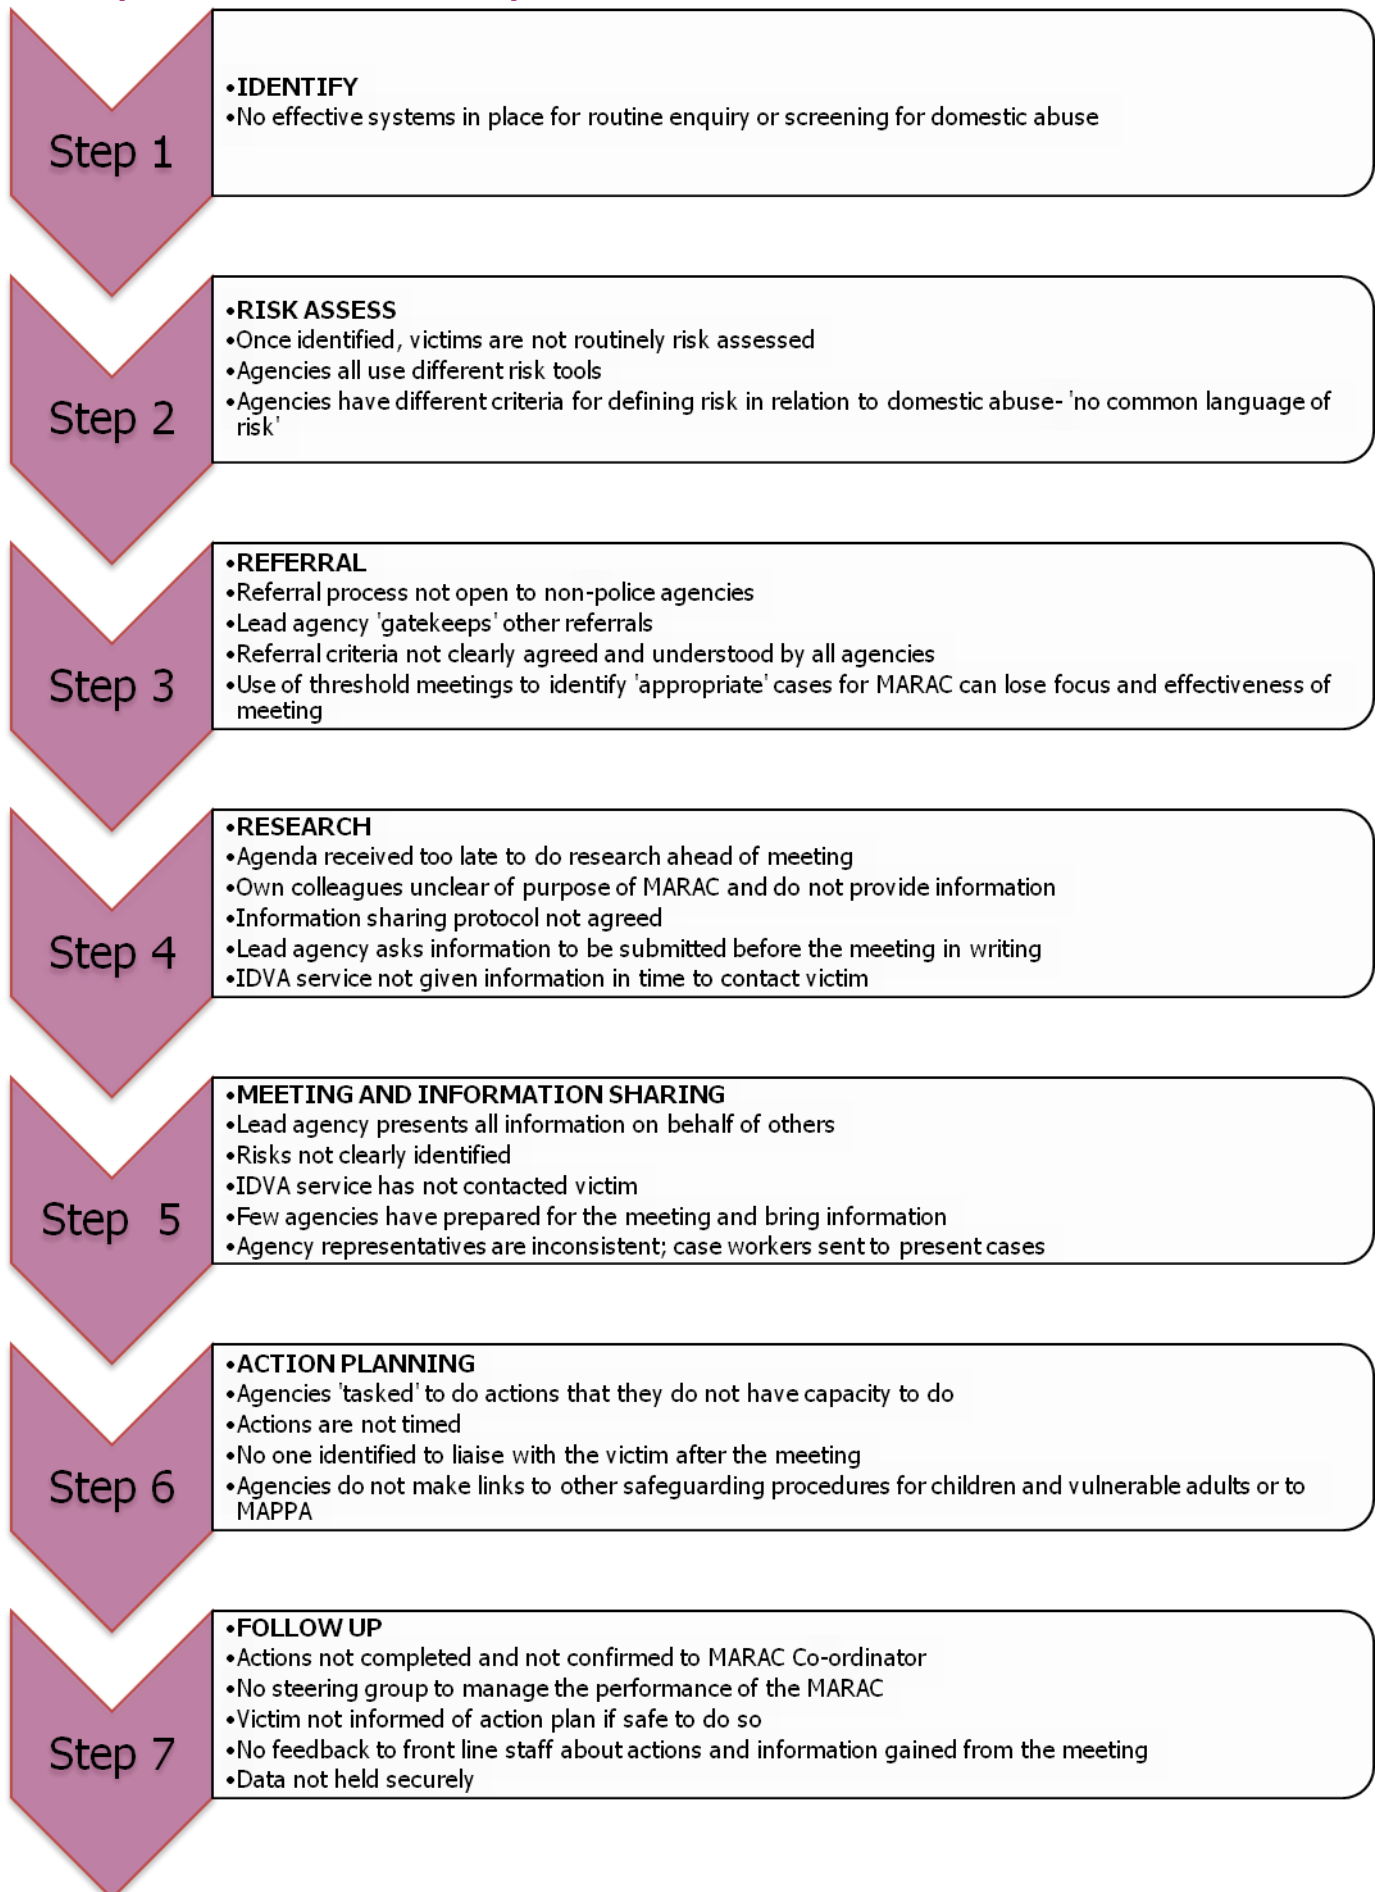 Step 1
•IDENTIFY
•No effective systems in place for routine enquiry or screening for domestic abuse
Step 2
•RISK ASSESS
•Once identified, victims are not routinely risk assessed
•Agencies all use different risk tools
•Agencies have different criteria for defining risk in relation to domestic abuse- 'no common language of
risk'
Step 3
•REFERRAL
•Referral process not open to non-police agencies
•Lead agency 'gatekeeps' other referrals
•Referral criteria not clearly agreed and understood by all agencies
•Use of threshold meetings to identify 'appropriate' cases for MARAC can lose focus and effectiveness of
meeting
Step 4
•RESEARCH
•Agenda received too late to do research ahead of meeting
•Own colleagues unclear of purpose of MARAC and do not provide information
•Information sharing protocol not agreed
•Lead agency asks information to be submitted before the meeting in writing
•IDVA service not given information in time to contact victim
Step 5
•MEETING AND INFORMATION SHARING
•Lead agency presents all information on behalf of others
•Risks not clearly identified
•IDVA service has not contacted victim
•Few agencies have prepared for the meeting and bring information
•Agency representatives are inconsistent; case workers sent to present cases
Step 6
•ACTION PLANNING
•Agencies 'tasked' to do actions that they do not have capacity to do
•Actions are not timed
•No one identified to liaise with the victim after the meeting
•Agencies do not make links to other safeguarding procedures for children and vulnerable adults or to
MAPPA
Step 7
•FOLLOW UP
•Actions not completed and not confirmed to MARAC Co-ordinator
•No steering group to manage the performance of the MARAC
•Victim not informed of action plan if safe to do so
•No feedback to front line staff about actions and information gained from the meeting
•Data not held securely